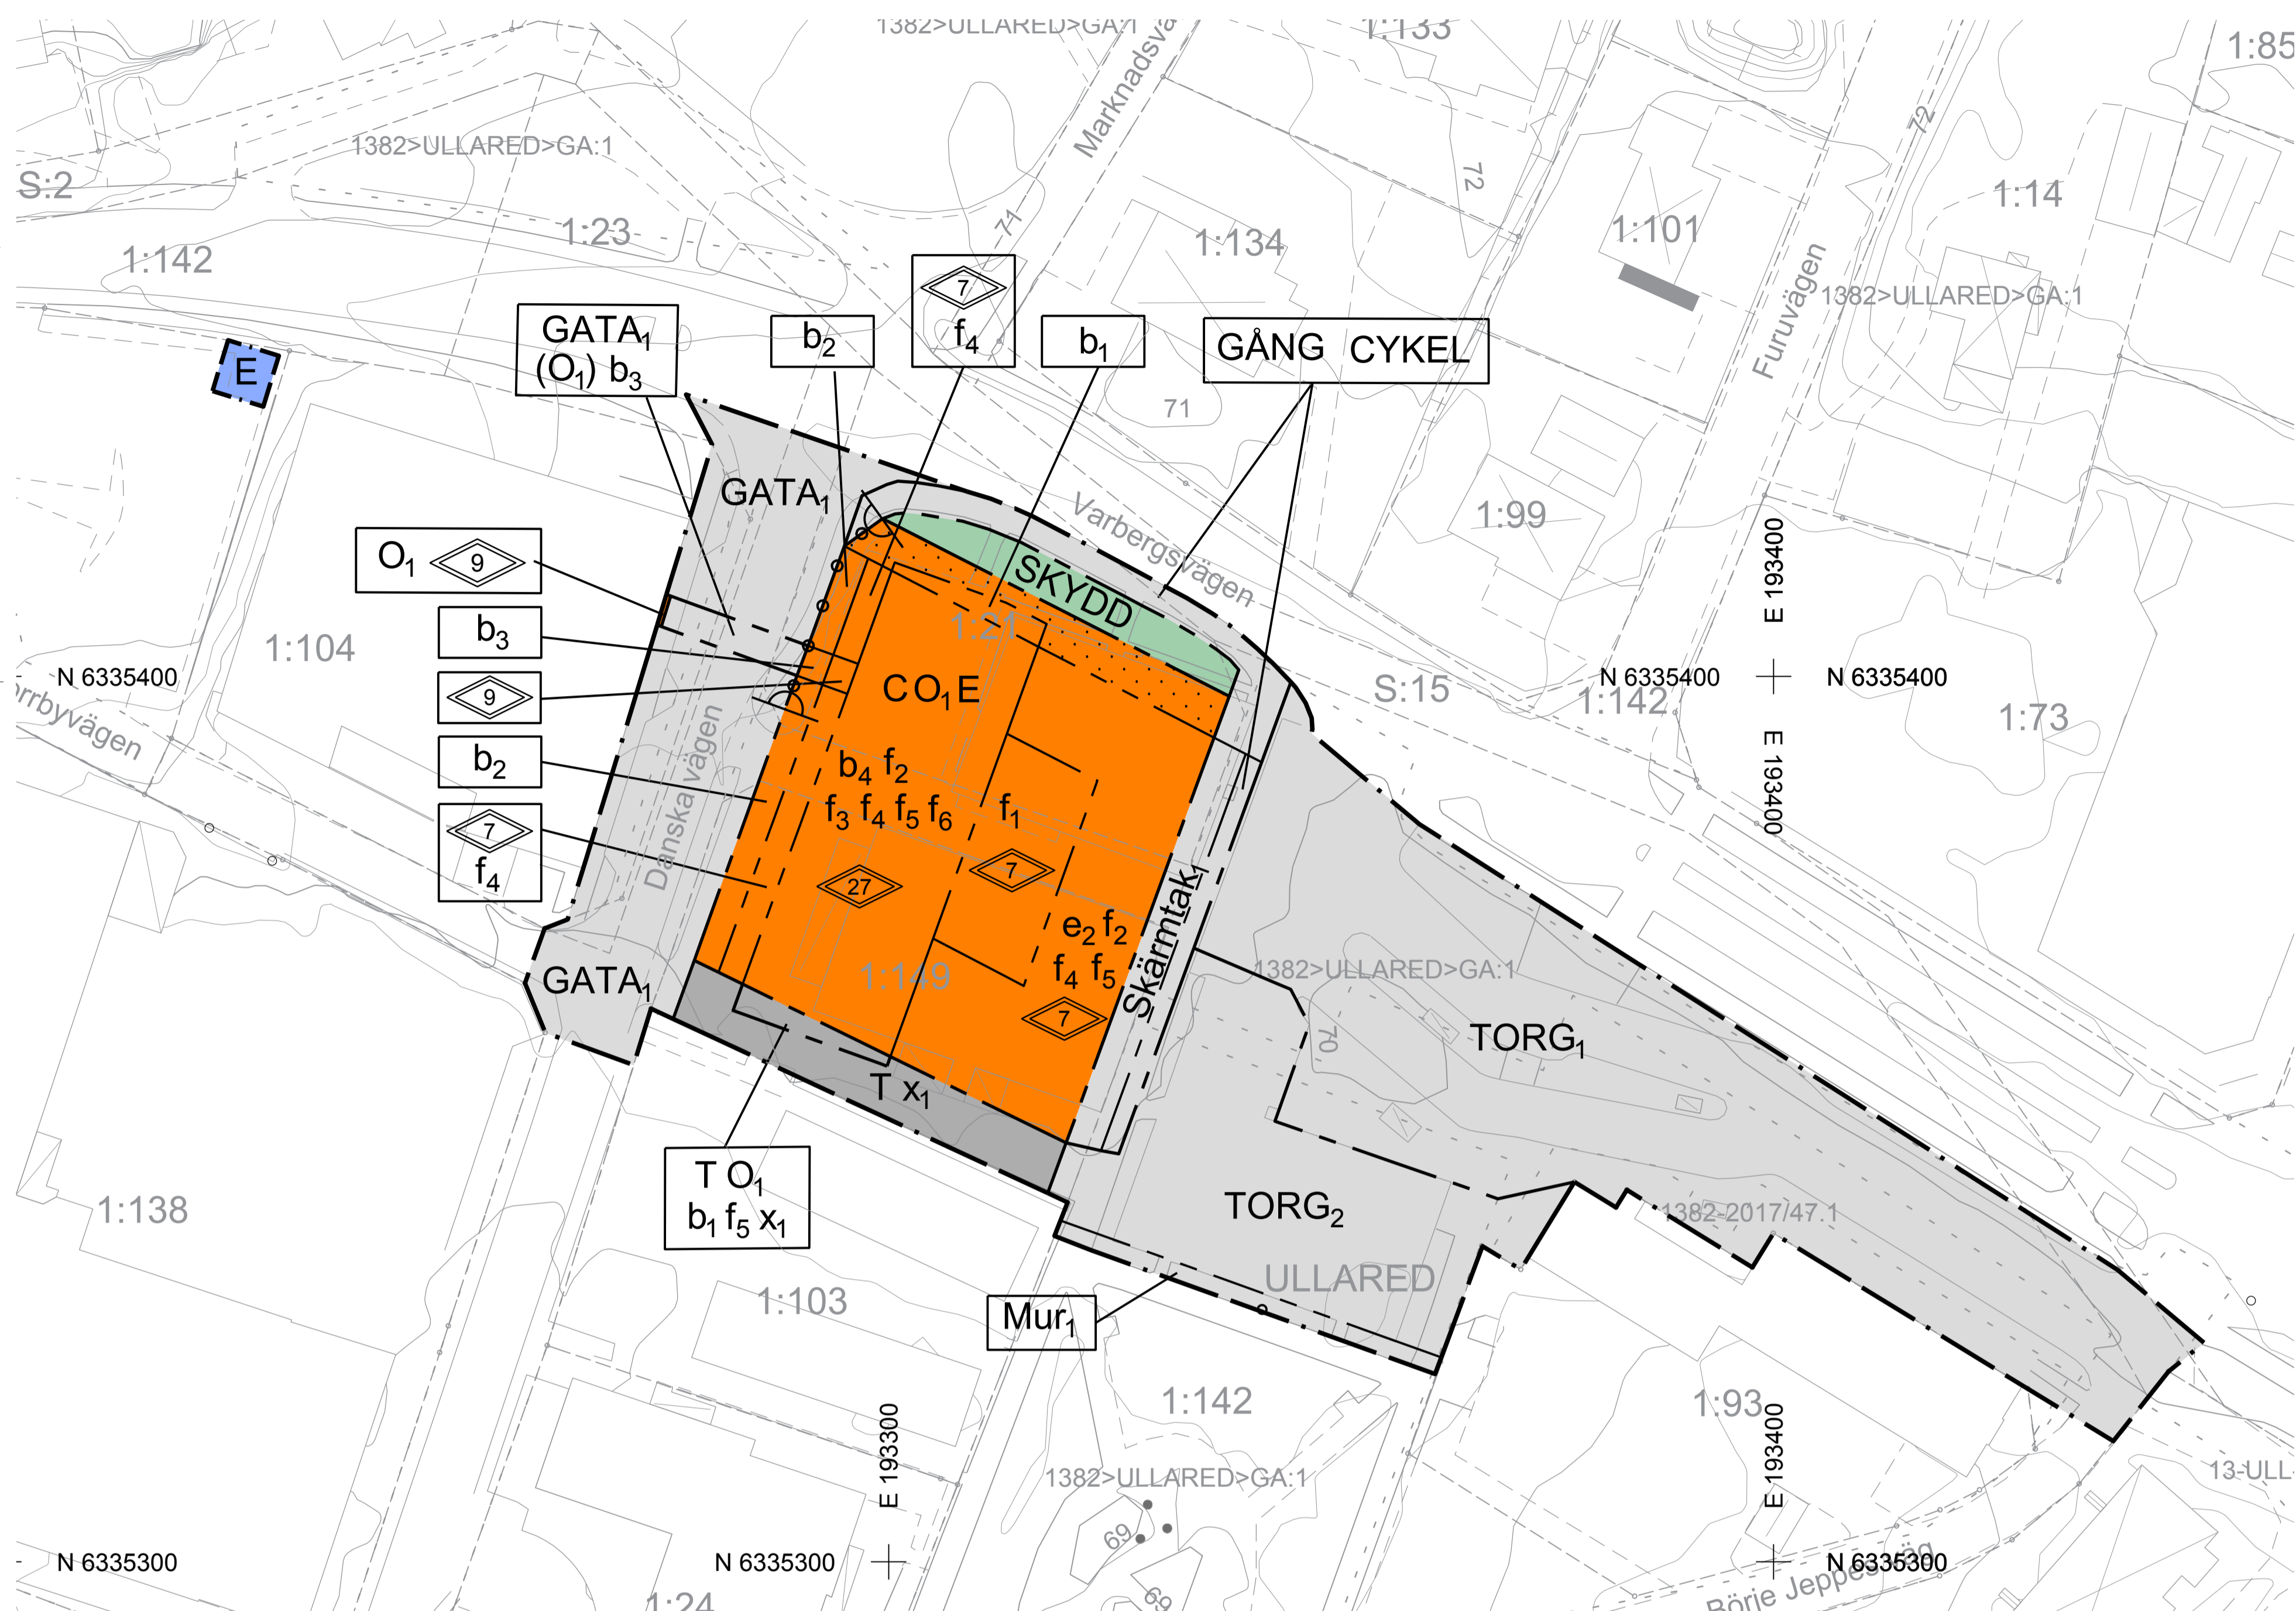 1382>ULLARED>GA:1
1:133
1:85
Marknadsvä
1382>ULLARED>GA:1
72
72
S:2
1:23
1:142
71
1:134
1:101
1:14
7
f4
GATA1
(O1) b3
b2
b1
GÅNG CYKEL
Furuvägen
1382>ULLARED>GA:1
E
71
GATA1
Varbergsvägen
1:99
E 193400
O1
9
SKYDD
b3
1:21
1:104
N 6335400
9
CO1E
S:15
N 6335400
N 6335400
1:142
1:73
rrbyvägen
Danska vägen
b2
b4 f2
f3 f4 f5 f6
f1
E 193400
7
f4
27
7
Skärmtak1
e2 f2
f4 f5
GATA1
1:149
1382>ULLARED>GA:1
7
70
TORG1
T x1
T O1
b1 f5 x1
1:138
TORG2
1382-2017/47.1
ULLARED
1:103
Mur1
1:142
1:93
E 193300
E 193400
1382>ULLARED>GA:1
13-ULL
69
N 6335300
N 6335300
N 6335300
Börje Jeppes väg
1:24
69